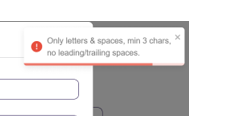 Only letters & spaces, min 3 chars,
no leading/trailing spaces.